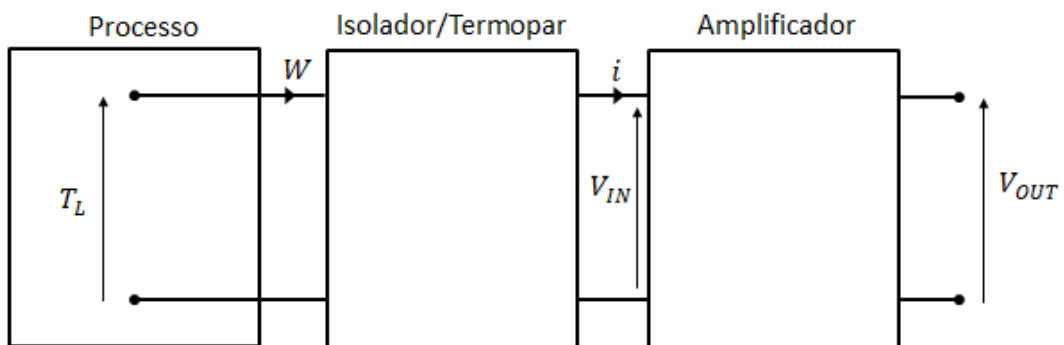 Processo
Isolador/Termopar
Amplificador
W
i
T_L
V_IN
V_OUT